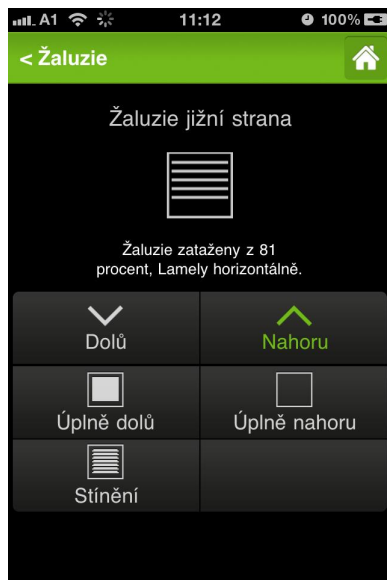 A1 11:12 100%
< Žaluzie
Žaluzie jižní strana
Žaluzie zataženy z 81
procent, Lamely horizontálně.
Dolů Nahoru
Úplně dolů Úplně nahoru
Stínění